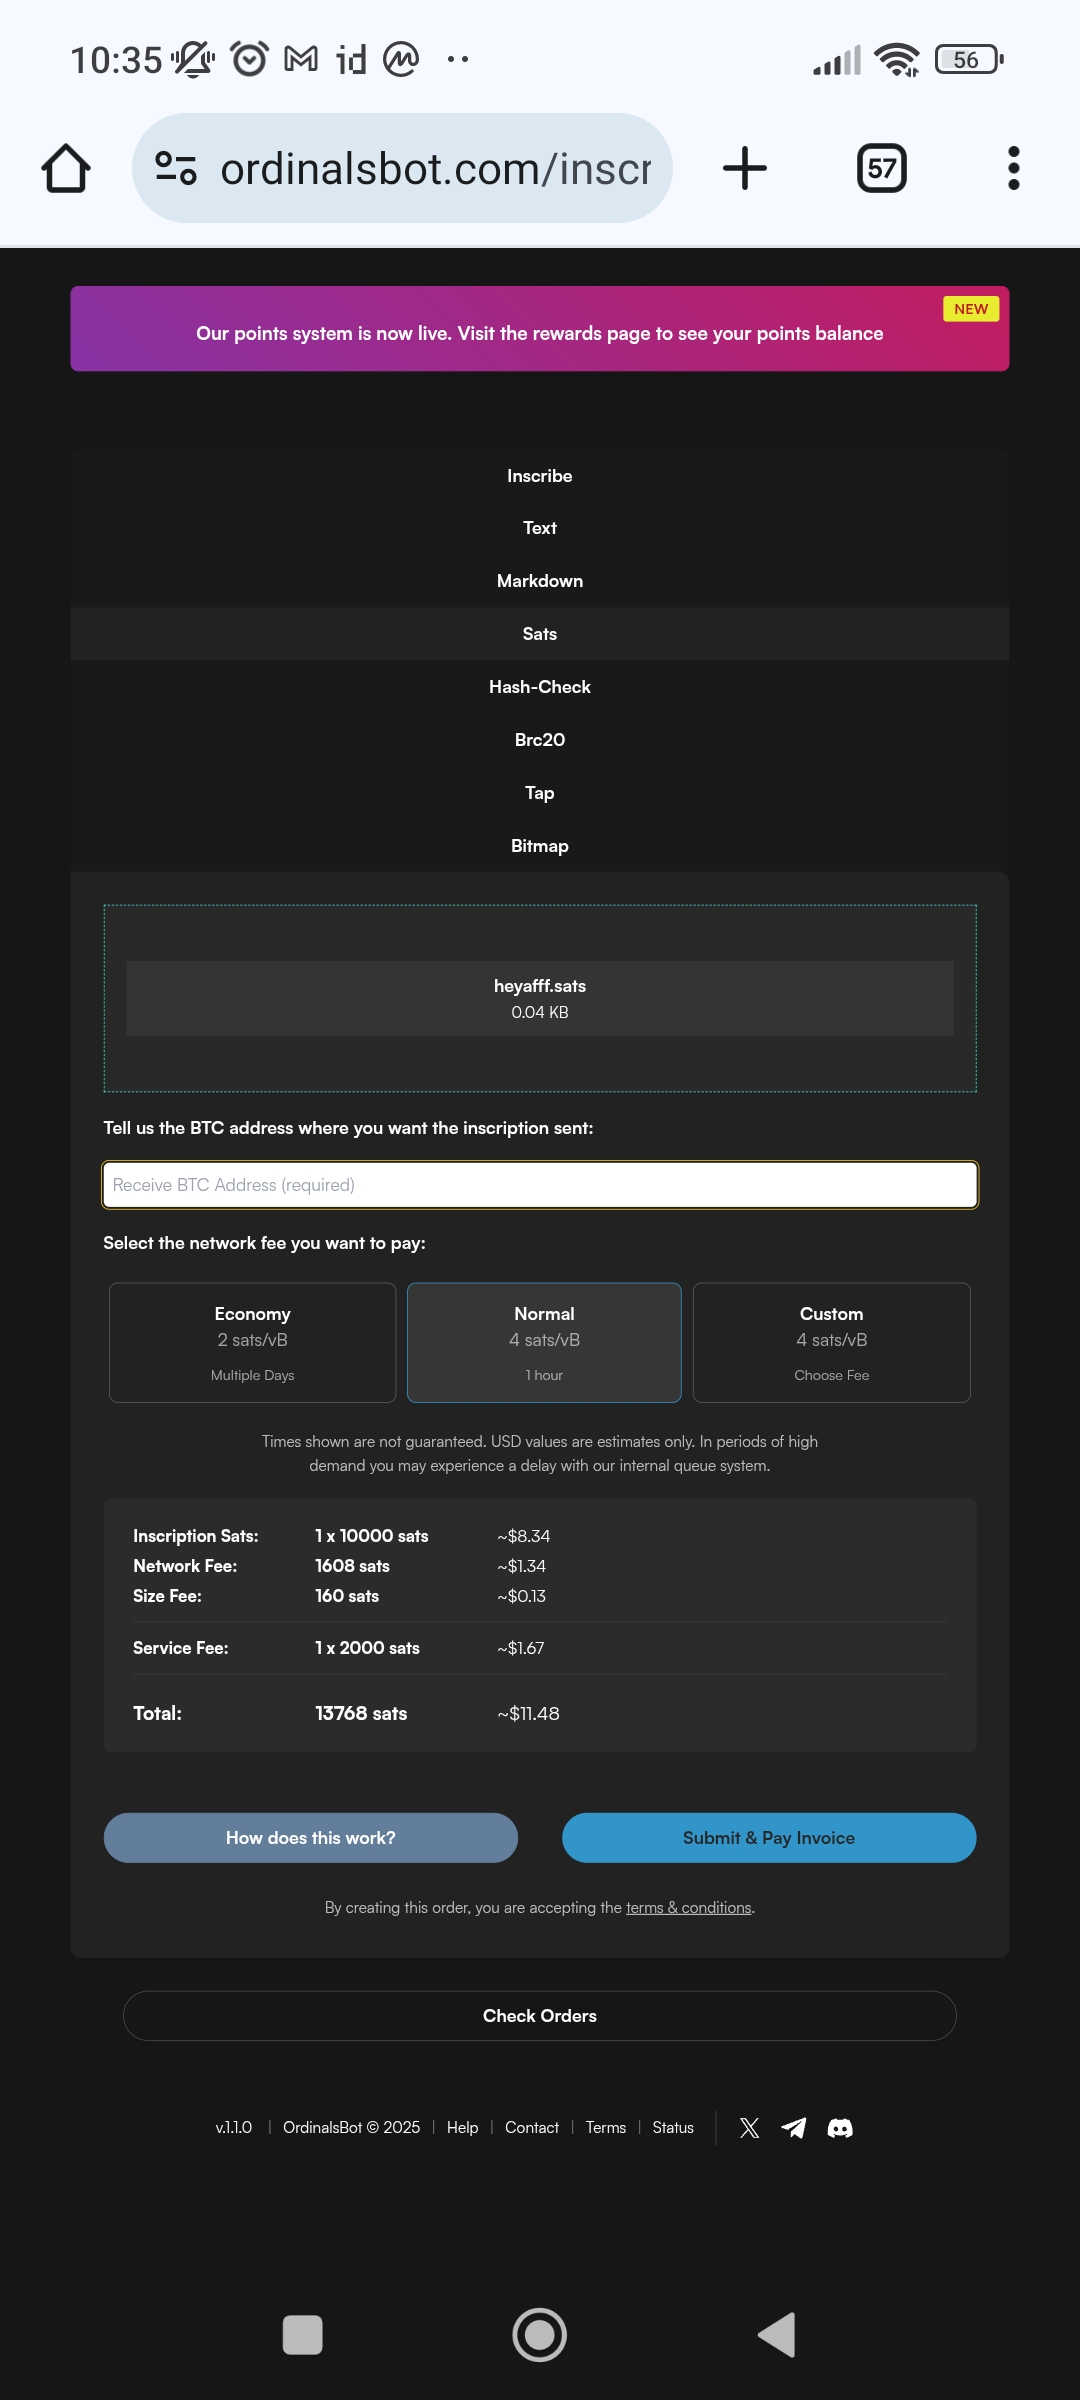 10:35
56
ordinalsbot.com/inscr
57
NEW
Our points system is now live. Visit the rewards page to see your points balance
Inscribe
Text
Markdown
Sats
Hash-Check
Brc20
Tap
Bitmap
heyafff.sats
0.04 KB
Tell us the BTC address where you want the inscription sent:
Receive BTC Address (required)
Select the network fee you want to pay:
Economy
2 sats/vB
Multiple Days
Normal
4 sats/vB
1 hour
Custom
4 sats/vB
Choose Fee
Times shown are not guaranteed. USD values are estimates only. In periods of high
demand you may experience a delay with our internal queue system.
Inscription Sats: 1 x 10000 sats ~$8.34
Network Fee: 1608 sats ~$1.34
Size Fee: 160 sats ~$0.13
Service Fee: 1 x 2000 sats ~$1.67
Total: 13768 sats ~$11.48
How does this work?
Submit & Pay Invoice
By creating this order, you are accepting the terms & conditions.
Check Orders
v.1.1.0 | OrdinalsBot © 2025 | Help | Contact | Terms | Status